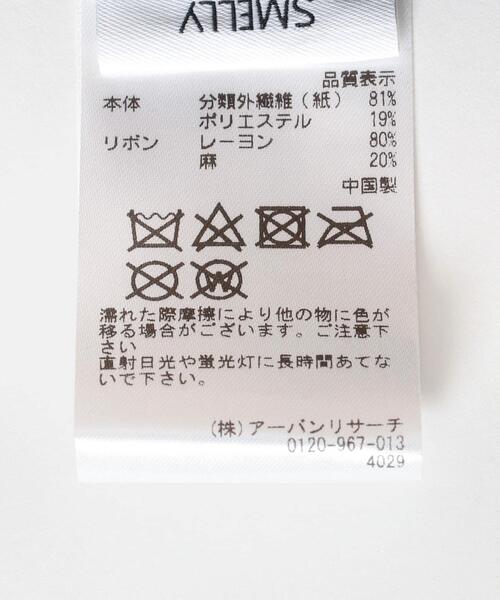 SMELLY
品質表示
本体 分類外繊維（紙） 81%
ポリエステル 19%
リボン レーヨン 80%
麻 20%
中国製
W
濡れた際摩擦により他の物に色が
移る場合がございます。ご注意下
さい
直射日光や蛍光灯に長時間あてな
いで下さい。
（株）アーバンリサーチ
0120-967-013
4029